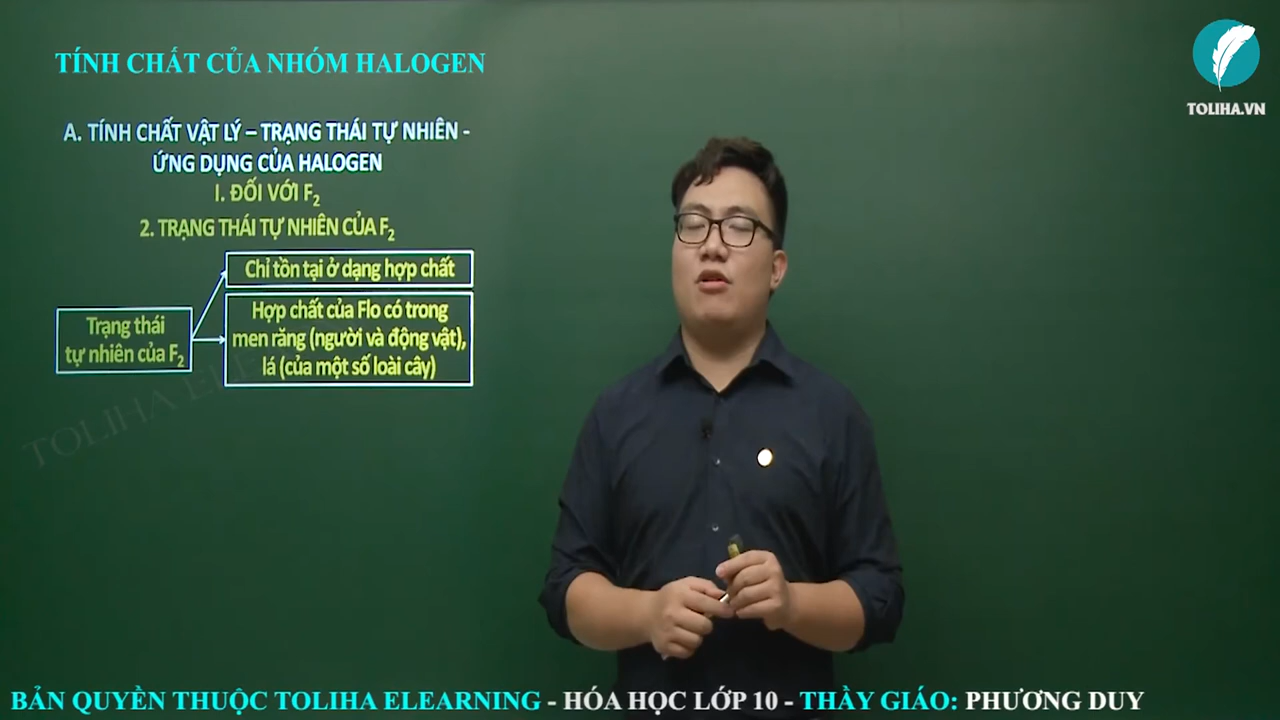 TÍNH CHẤT CỦA NHÓM HALOGEN
TOLIHA.VN
A. TÍNH CHẤT VẬT LÝ – TRẠNG THÁI TỰ NHIÊN -
ỨNG DỤNG CỦA HALOGEN
I. ĐỐI VỚI F₂
2. TRẠNG THÁI TỰ NHIÊN CỦA F₂
Trạng thái
tự nhiên của F₂
Chỉ tồn tại ở dạng hợp chất
Hợp chất của Flo có trong
men răng (người và động vật),
lá (của một số loài cây)
BẢN QUYỀN THUỘC TOLIHA ELEARNING - HÓA HỌC LỚP 10 - THẦY GIÁO: PHƯƠNG DUY